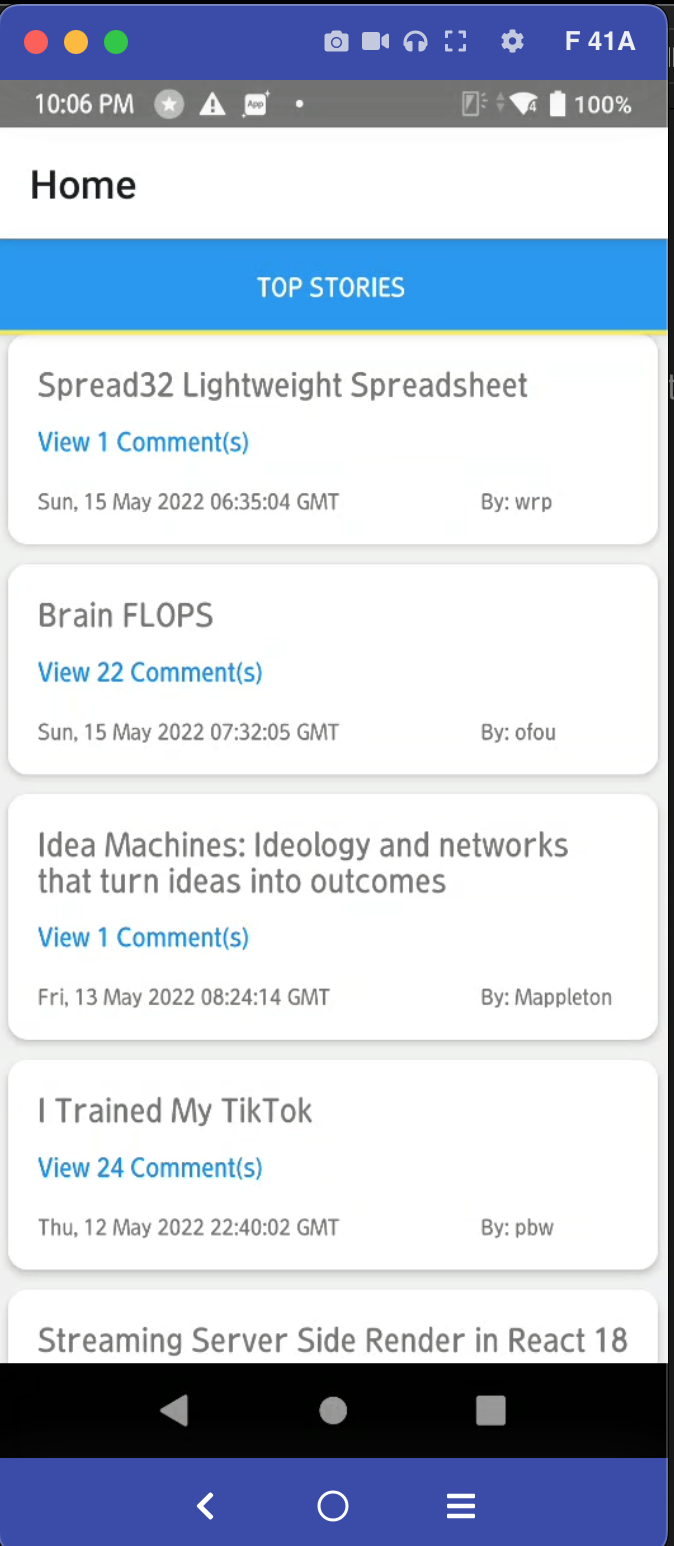 F 41A
10:06 PM
App
4
100%
Home
TOP STORIES
Spread32 Lightweight Spreadsheet
View 1 Comment(s)
Sun, 15 May 2022 06:35:04 GMT By: wrp
Brain FLOPS
View 22 Comment(s)
Sun, 15 May 2022 07:32:05 GMT By: ofou
Idea Machines: Ideology and networks
that turn ideas into outcomes
View 1 Comment(s)
Fri, 13 May 2022 08:24:14 GMT By: Mappleton
I Trained My TikTok
View 24 Comment(s)
Thu, 12 May 2022 22:40:02 GMT By: pbw
Streaming Server Side Render in React 18